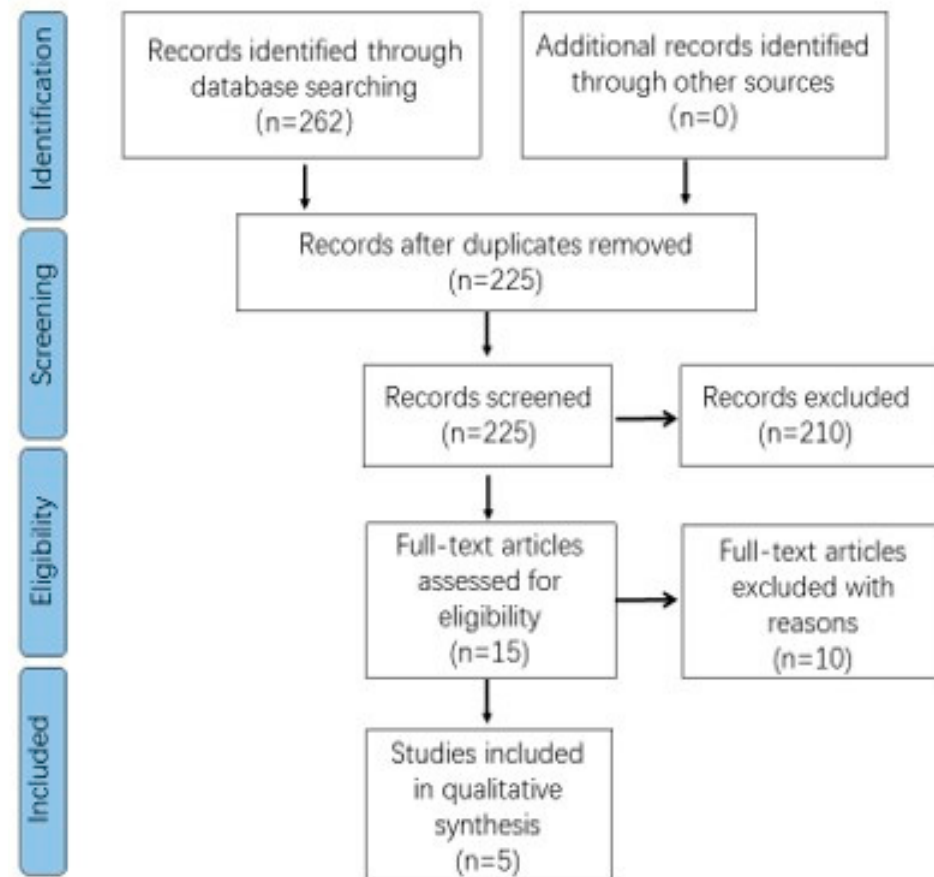 Identification
Records identified through
database searching
(n=262)
Additional records identified
through other sources
(n=0)
Records after duplicates removed
(n=225)
Screening
Records screened
(n=225)
Records excluded
(n=210)
Eligibility
Full-text articles
assessed for
eligibility
(n=15)
Full-text articles
excluded with
reasons
(n=10)
Included
Studies included
in qualitative
synthesis
(n=5)